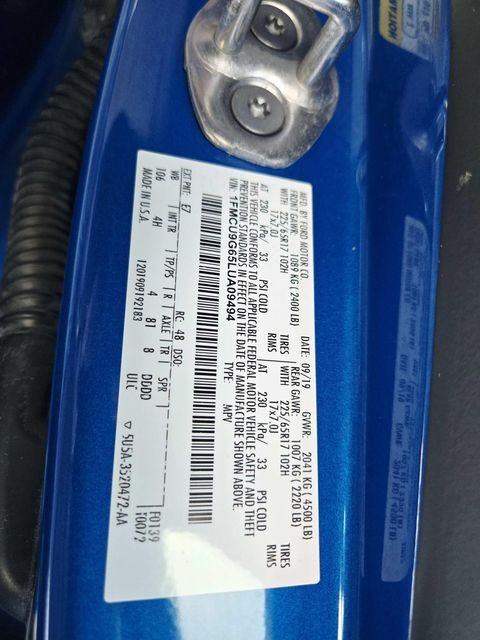 MFD. BY FORD MOTOR CO.
DATE: 09/19 GVWR: 2041 KG ( 4500 LB)
FRONT GAWR: 1089 KG ( 2400 LB) REAR GAWR: 1007 KG ( 2220 LB)
WITH 225/65R17 102H TIRES WITH 225/65R17 102H TIRES
17x7.0J RIMS 17x7.0J RIMS
AT 230 kPa/ 33 PSI COLD AT 230 kPa/ 33 PSI COLD
THIS VEHICLE CONFORMS TO ALL APPLICABLE FEDERAL MOTOR VEHICLE SAFETY AND THEFT
PREVENTION STANDARDS IN EFFECT ON THE DATE OF MANUFACTURE SHOWN ABOVE.
VIN: 1FMCU9G65LUA09494 TYPE: MPV
EXT PNT: E7 RC: 48 DSO:
WB INT TR TP/PS R AXLE TR SPR
106 4H 4 81 8 DDDD
MADE IN U.S.A. ULC
1201909192183
5U5A-3520472-AA
F0139
F0072